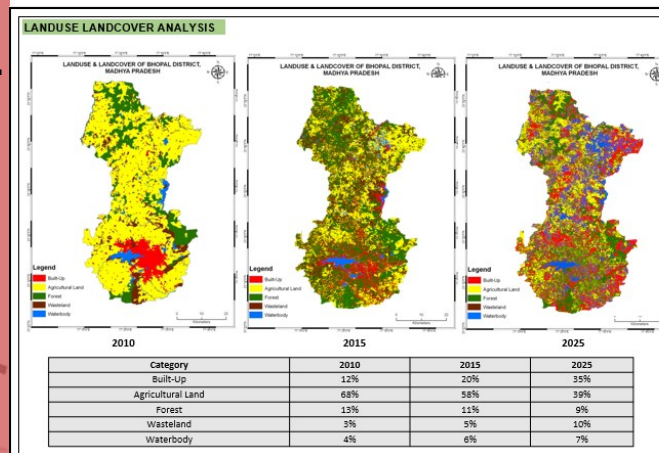 LANDUSE LANDCOVER ANALYSIS
LANDUSE & LANDCOVER OF BHOPAL DISTRICT,
MADHYA PRADESH
Legend
Built-Up
Agricultural Land
Forest
Wasteland
Waterbody
Kilometers
2010
LANDUSE & LANDCOVER OF BHOPAL DISTRICT,
MADHYA PRADESH
Legend
Built-Up
Agricultural Land
Forest
Wasteland
Waterbody
Kilometers
2015
LANDUSE & LANDCOVER OF BHOPAL DISTRICT,
MADHYA PRADESH
Legend
Built-Up
Agricultural Land
Forest
Wasteland
Waterbody
Kilometers
2025
Category 2010 2015 2025
Built-Up 12% 20% 35%
Agricultural Land 68% 58% 39%
Forest 13% 11% 9%
Wasteland 3% 5% 10%
Waterbody 4% 6% 7%